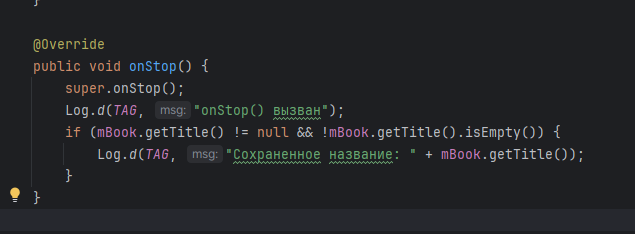 }
@Override
public void onStop() {
super.onStop();
Log.d(TAG, msg: "onStop() вызван");
if (mBook.getTitle() != null && !mBook.getTitle().isEmpty()) {
Log.d(TAG, msg: "Сохраненное название: " + mBook.getTitle());
}
}